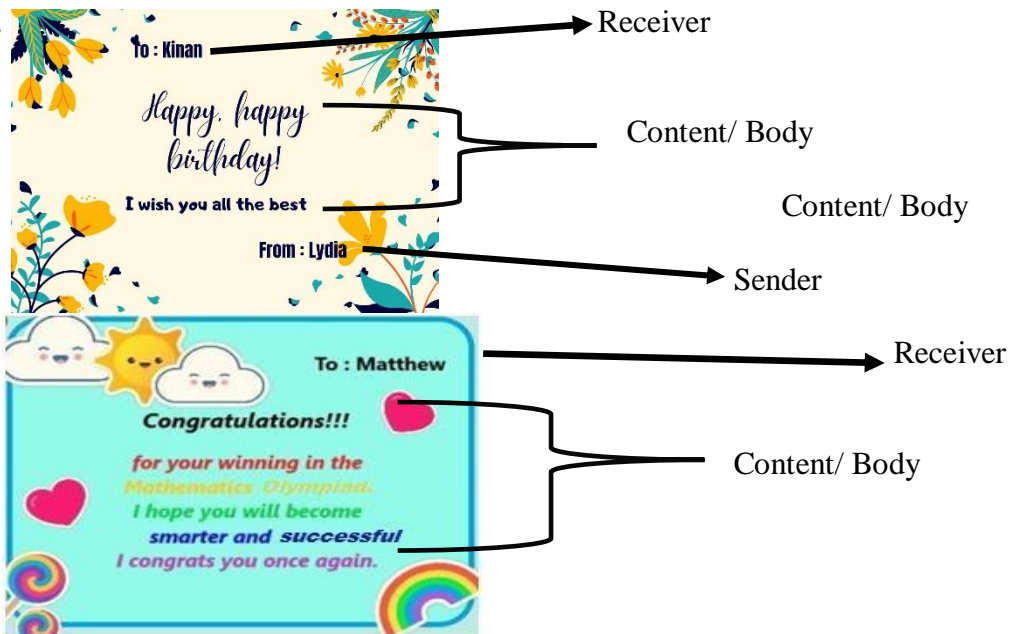 To : Kinan
Receiver
Happy, happy
birthday!
Content/ Body
I wish you all the best
Content/ Body
From : Lydia
Sender
To : Matthew
Receiver
Congratulations!!!
for your winning in the
Mathematics Olympiad.
I hope you will become
smarter and successful
I congrats you once again.
Content/ Body